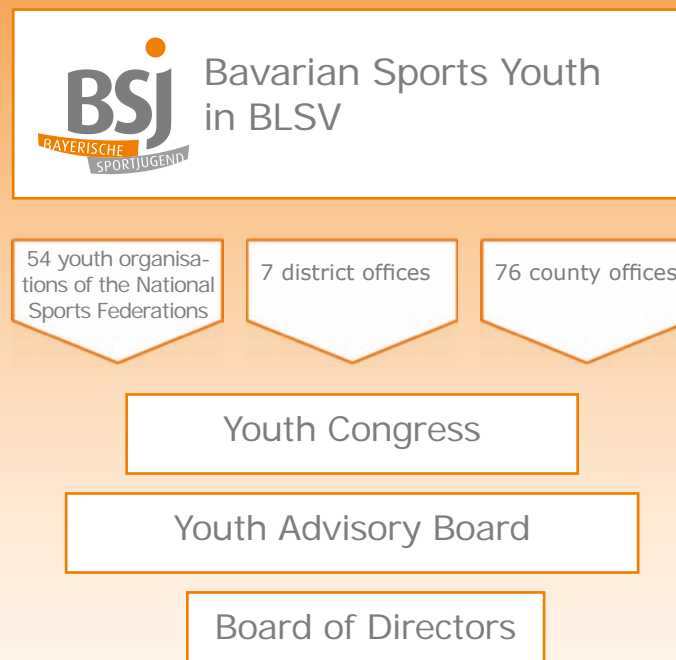 BSJ
BAYERISCHE
SPORTJUGEND
Bavarian Sports Youth
in BLSV
54 youth organisa-
tions of the National
Sports Federations
7 district offices
76 county offices
Youth Congress
Youth Advisory Board
Board of Directors